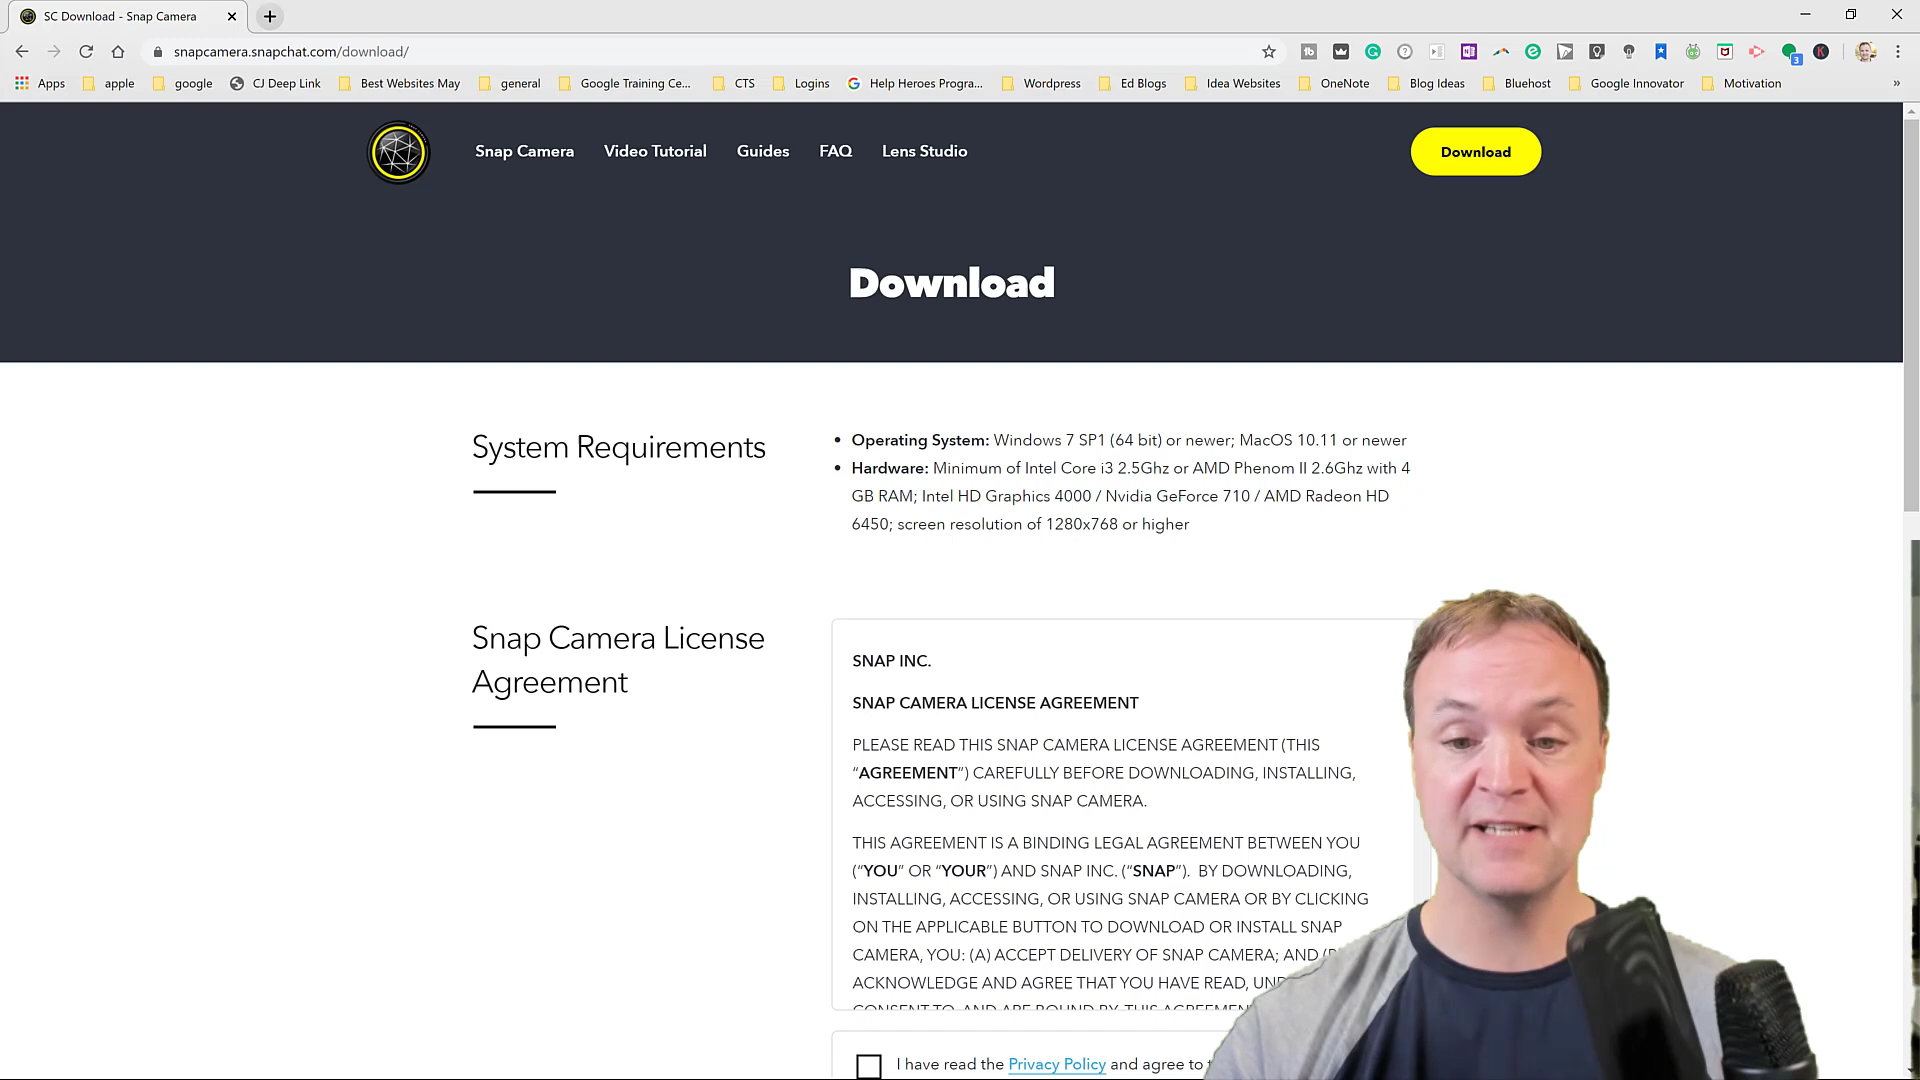 SC Download - Snap Camera
snapcamera.snapchat.com/download/
3
Apps apple google CJ Deep Link Best Websites May general Google Training Ce... CTS Logins Help Heroes Progra... Wordpress Ed Blogs Idea Websites OneNote Blog Ideas Bluehost Google Innovator Motivation »
Snap Camera Video Tutorial Guides FAQ Lens Studio Download
Download
System Requirements
• Operating System: Windows 7 SP1 (64 bit) or newer; MacOS 10.11 or newer
• Hardware: Minimum of Intel Core i3 2.5Ghz or AMD Phenom II 2.6Ghz with 4
GB RAM; Intel HD Graphics 4000 / Nvidia GeForce 710 / AMD Radeon HD
6450; screen resolution of 1280x768 or higher
Snap Camera License
Agreement
SNAP INC.
SNAP CAMERA LICENSE AGREEMENT
PLEASE READ THIS SNAP CAMERA LICENSE AGREEMENT (THIS
“AGREEMENT”) CAREFULLY BEFORE DOWNLOADING, INSTALLING,
ACCESSING, OR USING SNAP CAMERA.
THIS AGREEMENT IS A BINDING LEGAL AGREEMENT BETWEEN YOU
(“YOU” OR “YOUR”) AND SNAP INC. (“SNAP”). BY DOWNLOADING,
INSTALLING, ACCESSING, OR USING SNAP CAMERA OR BY CLICKING
ON THE APPLICABLE BUTTON TO DOWNLOAD OR INSTALL SNAP
CAMERA, YOU: (A) ACCEPT DELIVERY OF SNAP CAMERA; AND
ACKNOWLEDGE AND AGREE THAT YOU HAVE READ,
CONSENT TO, AND ARE BOUND BY, THIS AGREEMENT
I have read the Privacy Policy and agree to